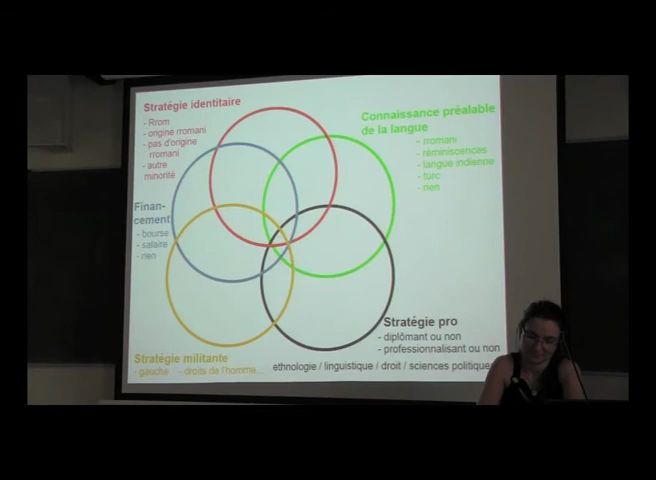 Stratégie identitaire
- Rrom
- origine rromani
- pas d'origine
rromani
- autre
minorité
Connaissance préalable
de la langue
- rromani
- réminiscences
- langue indienne
- turc
- rien
Finan-
cement
- bourse
- salaire
- rien
Stratégie pro
- diplômant ou non
- professionnalisant ou non
Stratégie militante
- gauche - droits de l'homme...
ethnologie / linguistique / droit / sciences politique